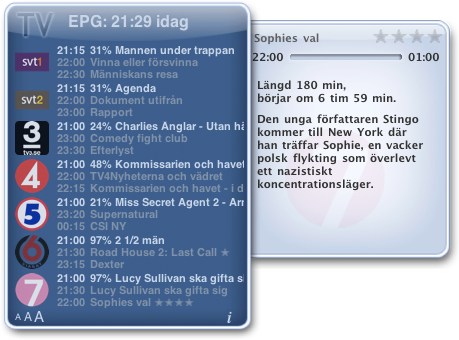 TV EPG: 21:29 idag
21:15 31% Mannen under trappan
svt1 22:00 Vinna eller försvinna
22:30 Människans resa
21:15 31% Agenda
svt2 22:00 Dokument utifrån
23:00 Rapport
21:00 24% Charlies Anglar - Utan hä
3 23:00 Comedy fight club
tv3.se 23:30 Efterlyst
21:00 48% Kommissarien och havet
4 22:00 TV4Nyheterna och vädret
22:15 Kommissarien och havet - i d
21:00 21% Miss Secret Agent 2 - Arr
5 23:20 Supernatural
00:15 CSI NY
21:00 97% 2 1/2 män
6 21:30 Road House 2: Last Call ★
23:15 Dexter
21:00 97% Lucy Sullivan ska gifta s
7 21:30 Lucy Sullivan ska gifta sig
22:00 Sophies val ★★★★
A A A i
Sophies val ★★★★
22:00 01:00
Längd 180 min,
börjar om 6 tim 59 min.
Den unga författaren Stingo
kommer till New York där
han träffar Sophie, en vacker
polsk flykting som överlevt
ett nazistiskt
koncentrationsläger.